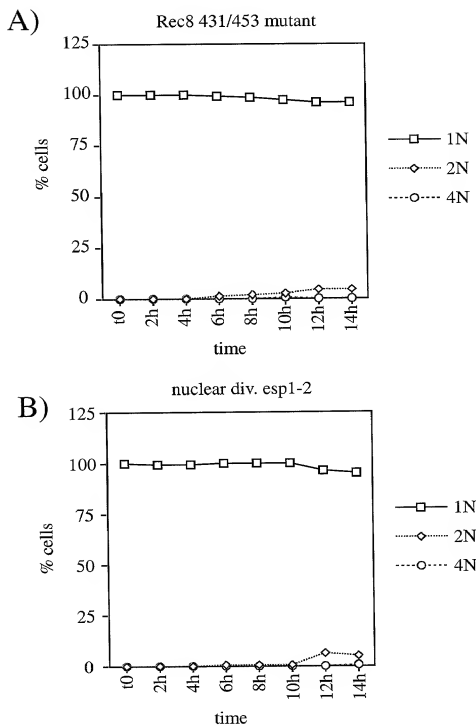 A)
Rec8 431/453 mutant
125
100
75
50
25
0
% cells
t0 2h 4h 6h 8h 10h 12h 14h
time
1N
2N
4N
B)
nuclear div. esp1-2
125
100
75
50
25
0
% cells
t0 2h 4h 6h 8h 10h 12h 14h
time
1N
2N
4N